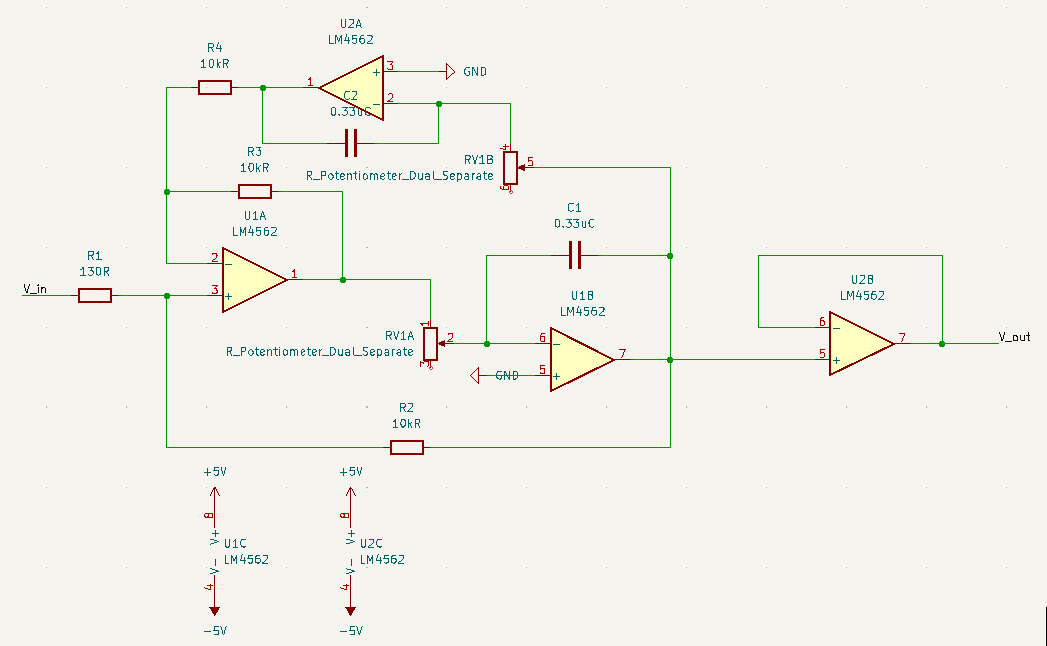 U2A
LM4562
R4
10kR
1
3
+
GND
C2
0.33uC
2
−
R3
10kR
4
RV1B
5
R_Potentiometer_Dual_Separate
6
U1A
LM4562
C1
0.33uC
R1
130R
2
−
1
V_in
3
+
U1B
LM4562
U2B
LM4562
1
RV1A
2
R_Potentiometer_Dual_Separate
3
6
−
7
GND
5
+
6
−
7
V_out
5
+
R2
10kR
+5V
+5V
8
8
V+
V+
U1C
U2C
LM4562
LM4562
V−
V−
4
4
−5V
−5V